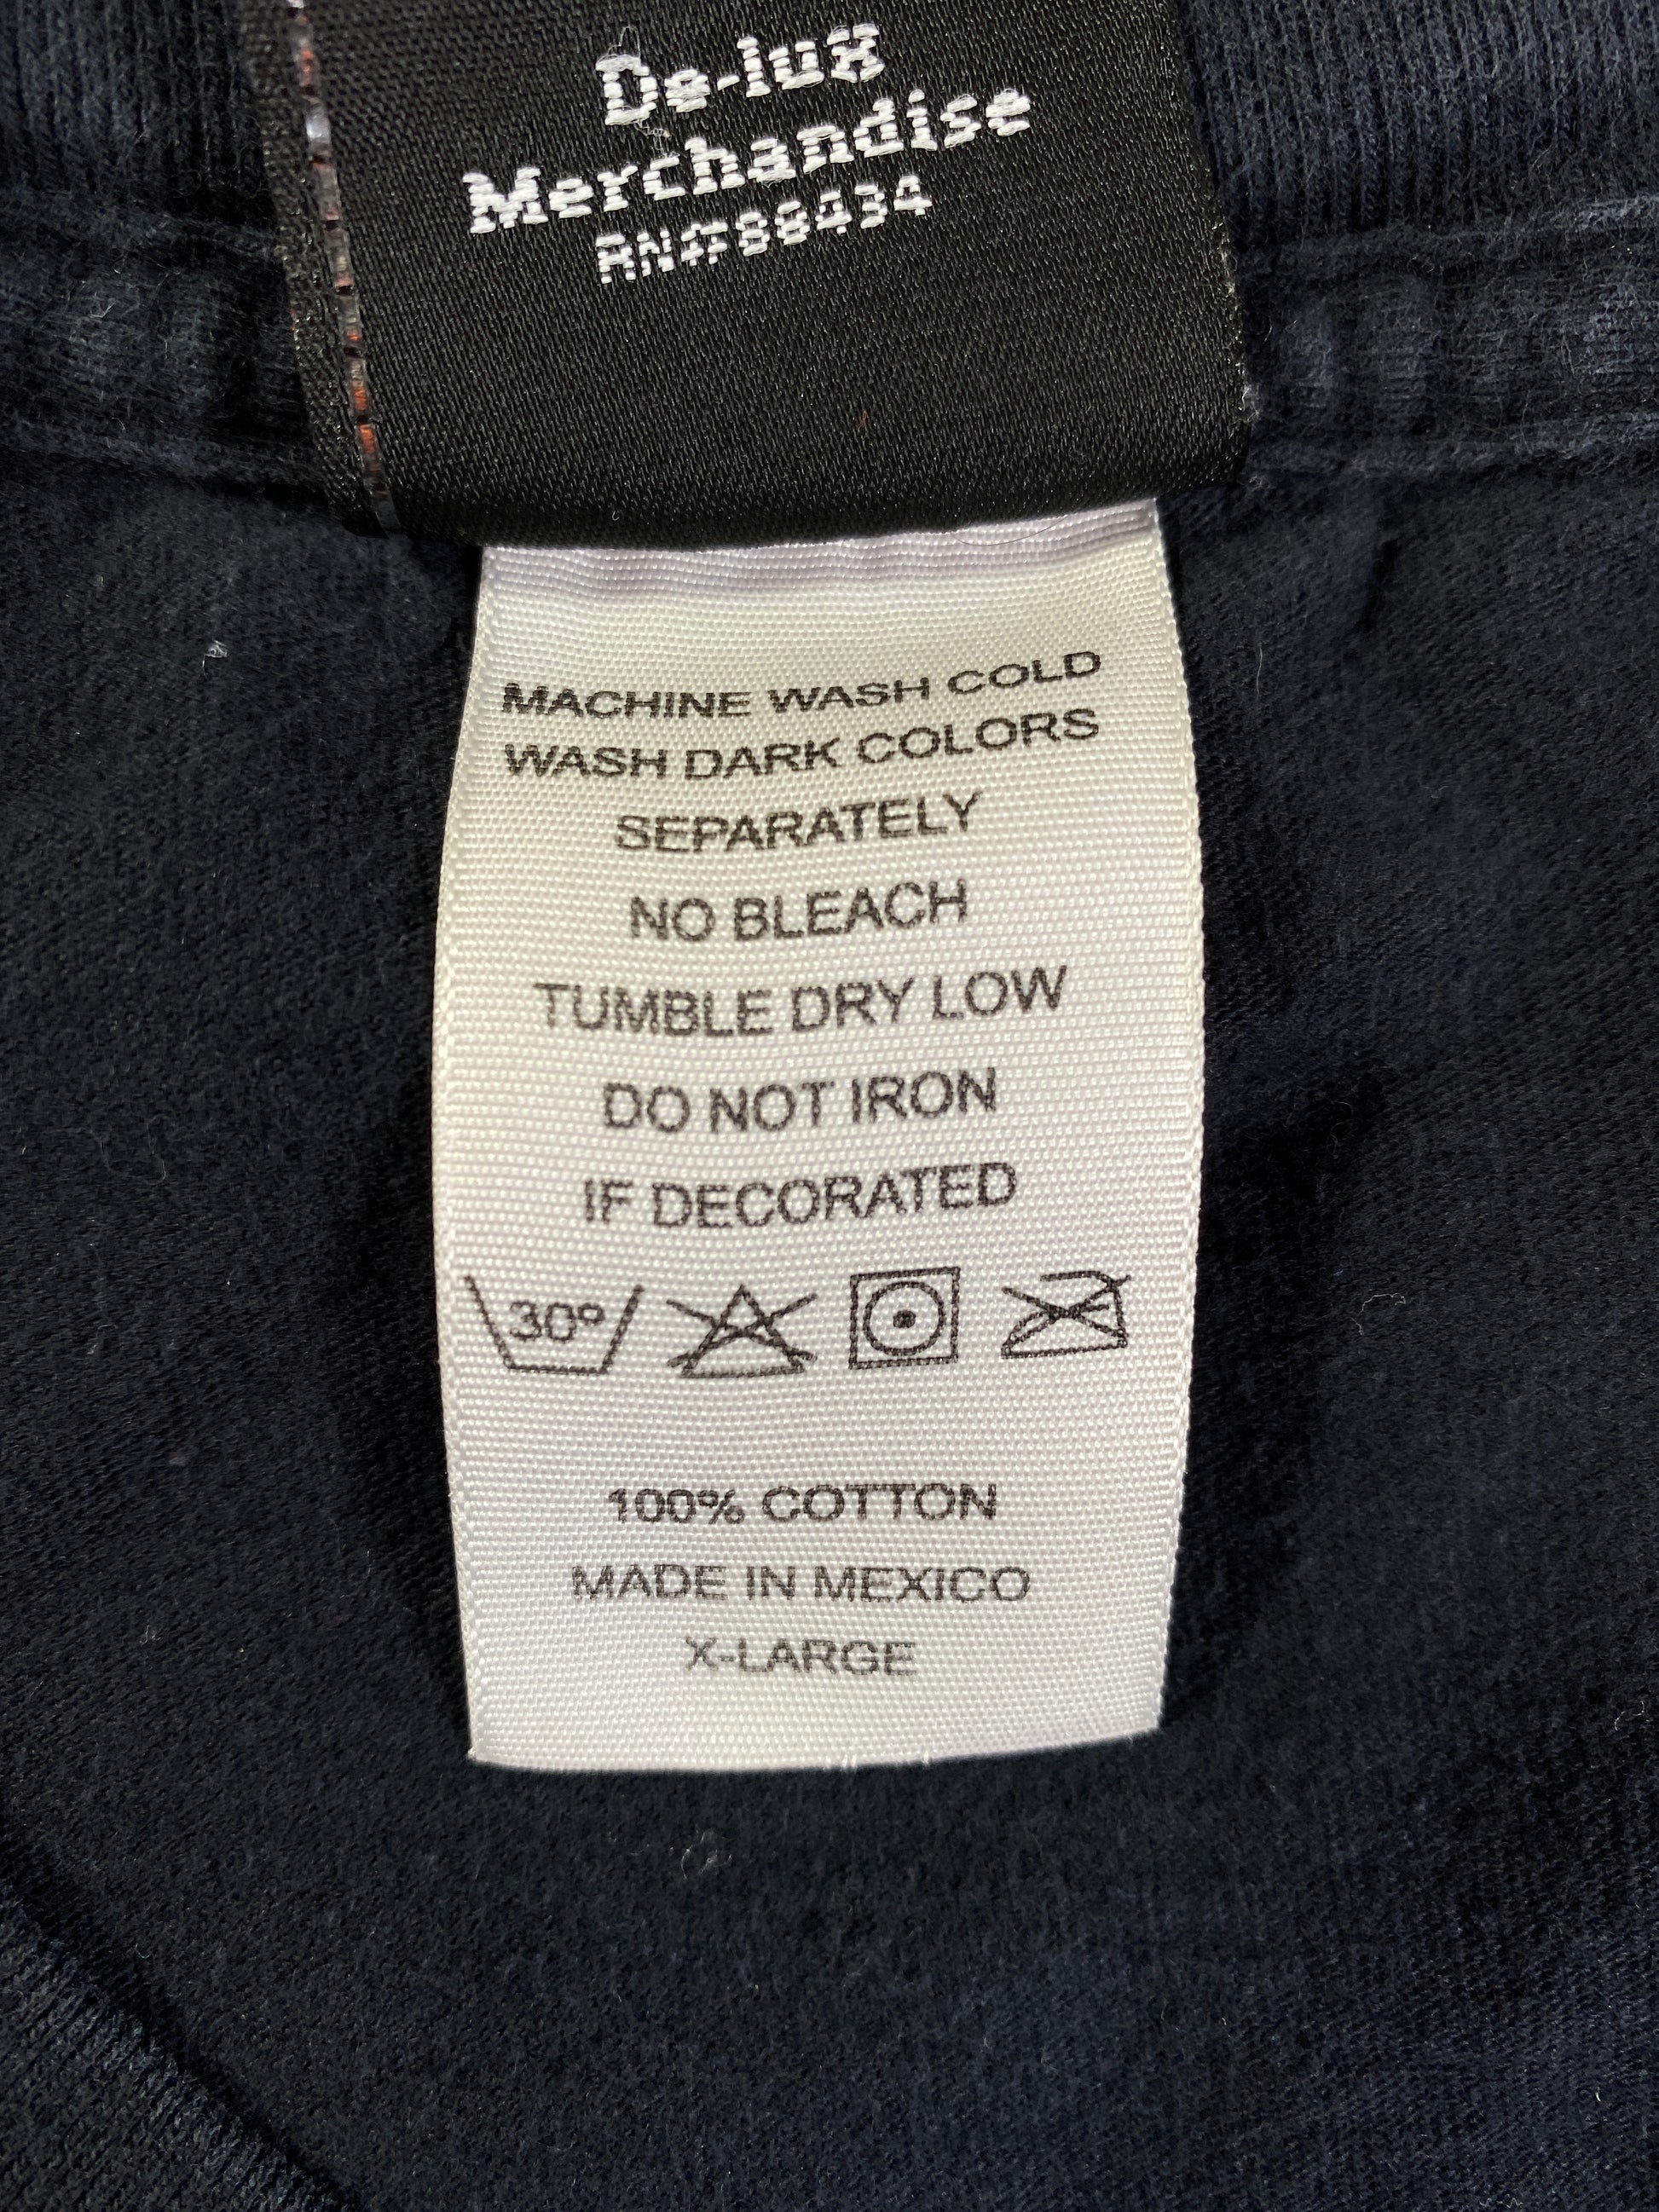 De-lux
Merchandise
RN#88434
MACHINE WASH COLD
WASH DARK COLORS
SEPARATELY
NO BLEACH
TUMBLE DRY LOW
DO NOT IRON
IF DECORATED
30°
100% COTTON
MADE IN MEXICO
X-LARGE